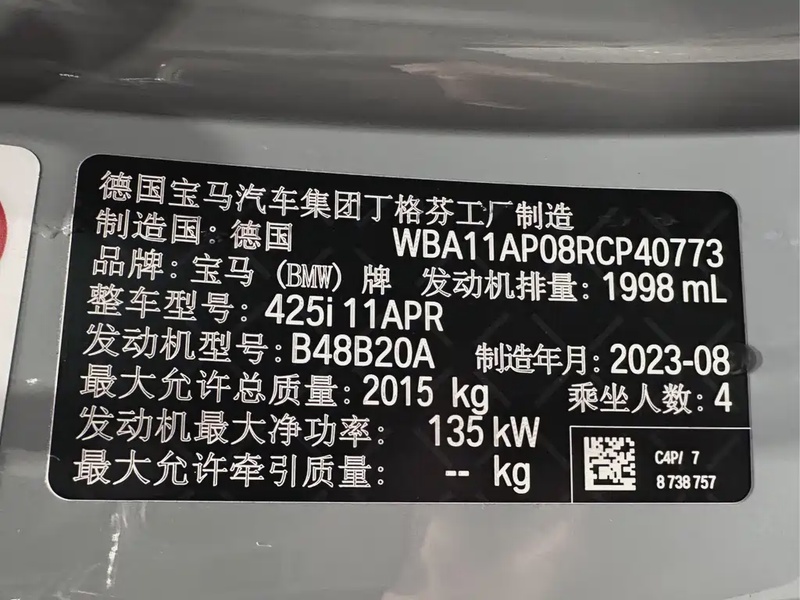 德国宝马汽车集团丁格芬工厂制造
制造国: 德国 WBA11AP08RCP40773
品牌: 宝马 (BMW) 牌 发动机排量: 1998 mL
整车型号: 425i 11APR
发动机型号: B48B20A 制造年月: 2023-08
最大允许总质量: 2015 kg 乘坐人数: 4
发动机最大净功率: 135 kW
最大允许牵引质量: -- kg
C4P/ 7
8 738 757